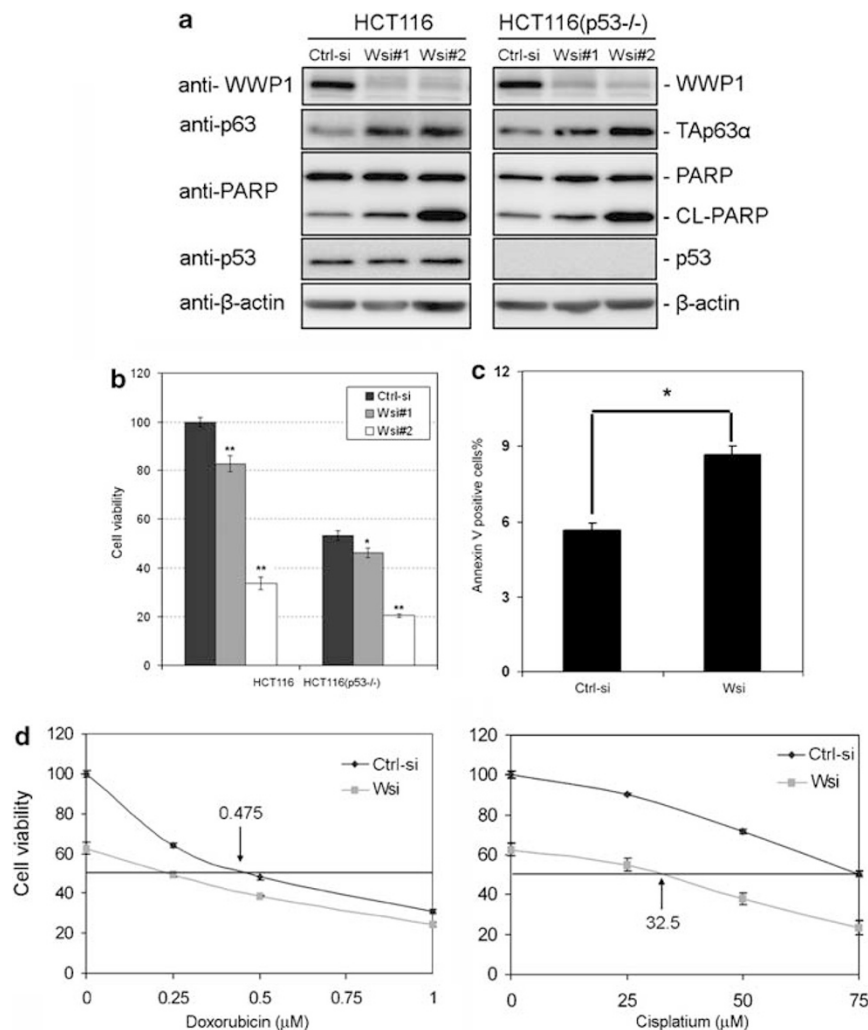 a
HCT116 HCT116(p53-/-)
Ctrl-si Wsi#1 Wsi#2 Ctrl-si Wsi#1 Wsi#2
anti- WWP1 - WWP1
anti-p63 - TAp63α
anti-PARP - PARP
- CL-PARP
anti-p53 - p53
anti-β-actin - β-actin
b
Cell viability
120
100
80
60
40
20
0
Ctrl-si
Wsi#1
Wsi#2
**
**
*
**
HCT116 HCT116(p53-/-)
c
Annexin V positive cells%
12
9
6
3
0
*
Ctrl-si Wsi
d
Cell viability
120
100
80
60
40
20
0
Ctrl-si
Wsi
0.475
0 0.25 0.5 0.75 1
Doxorubicin (μM)
120
100
80
60
40
20
0
Ctrl-si
Wsi
32.5
0 25 50 75
Cisplatium (μM)